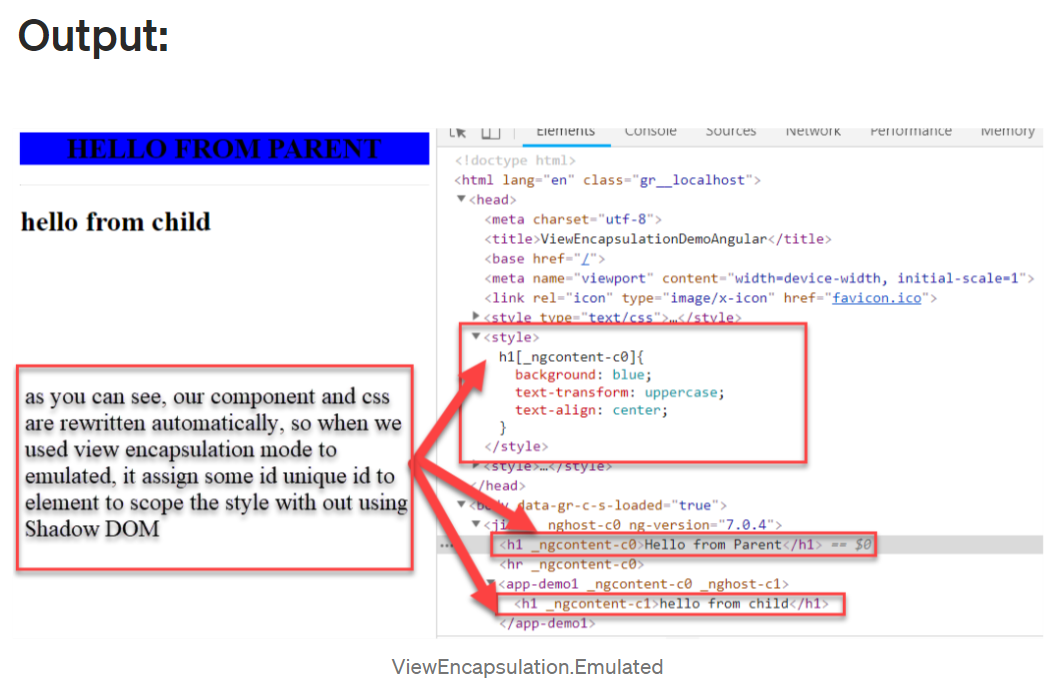 Output:
Elements Console Sources Network Performance Memory
HELLO FROM PARENT
hello from child
as you can see, our component and css
are rewritten automatically, so when we
used view encapsulation mode to
emulated, it assign some id unique id to
element to scope the style with out using
Shadow DOM
<!doctype html>
<html lang="en" class="gr__localhost">
▼<head>
<meta charset="utf-8">
<title>ViewEncapsulationDemoAngular</title>
<base href="/">
<meta name="viewport" content="width=device-width, initial-scale=1">
<link rel="icon" type="image/x-icon" href="favicon.ico">
▶<style type="text/css">…</style>
▼<style>
h1[_ngcontent-c0]{
background: blue;
text-transform: uppercase;
text-align: center;
}
</style>
▶<style>…</style>
</head>
▼<body data-gr-c-s-loaded="true">
▼ _nghost-c0 ng-version="7.0.4">
… <h1 _ngcontent-c0>Hello from Parent</h1> == $0
<hr _ngcontent-c0>
▼<app-demo1 _ngcontent-c0 _nghost-c1>
<h1 _ngcontent-c1>hello from child</h1>
</app-demo1>
ViewEncapsulation.Emulated